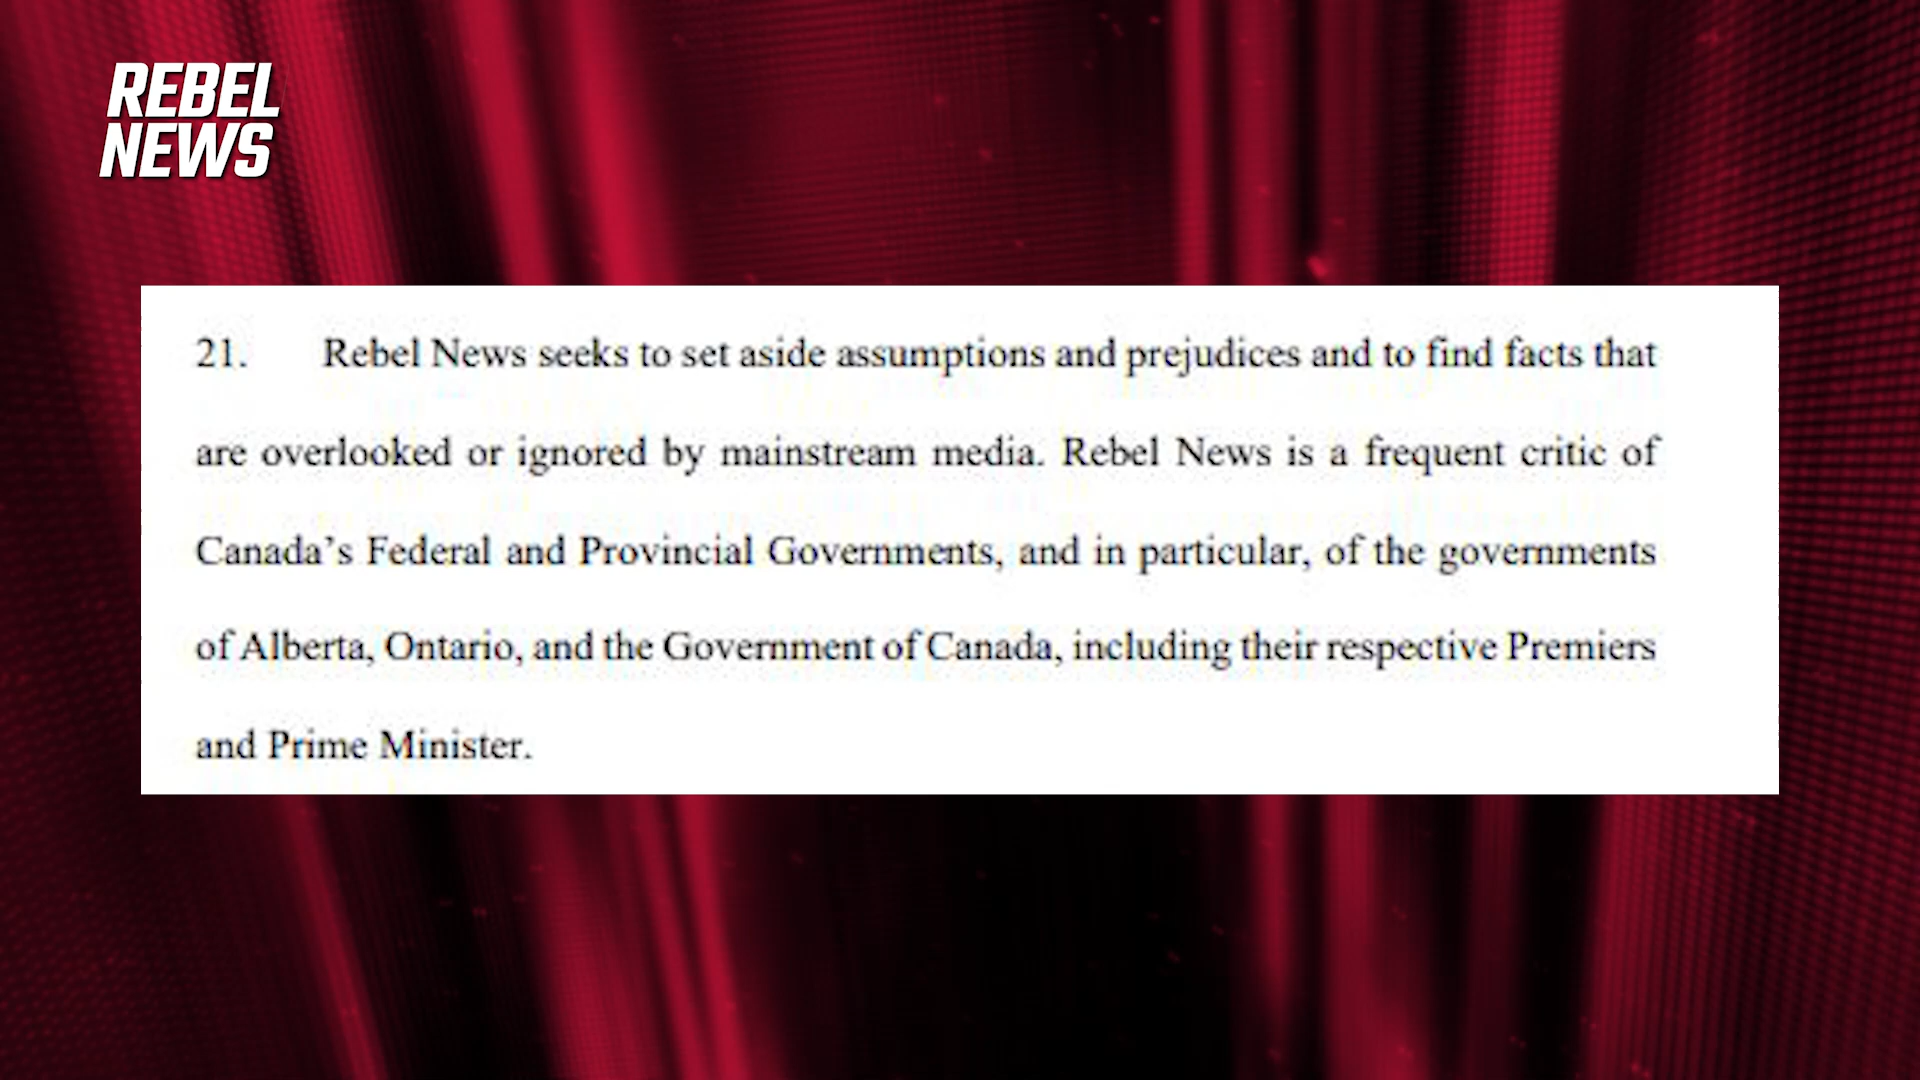 REBEL
NEWS
21. Rebel News seeks to set aside assumptions and prejudices and to find facts that
are overlooked or ignored by mainstream media. Rebel News is a frequent critic of
Canada’s Federal and Provincial Governments, and in particular, of the governments
of Alberta, Ontario, and the Government of Canada, including their respective Premiers
and Prime Minister.